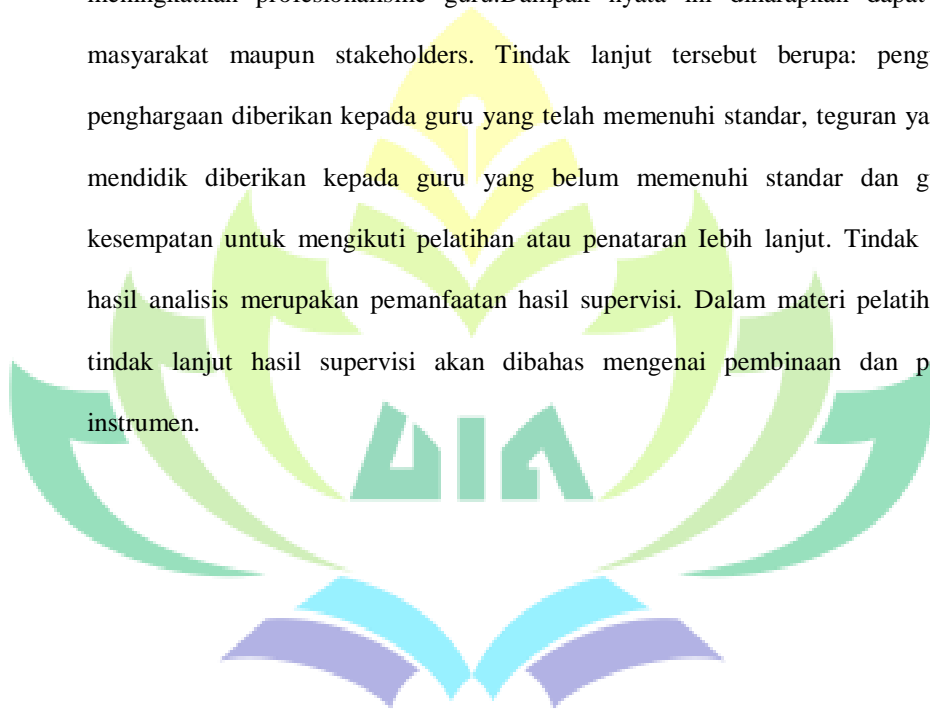 meningkatkan profesionalisme guru.Dampak nyata ini diharapkan dapat
masyarakat maupun stakeholders. Tindak lanjut tersebut berupa: peng
penghargaan diberikan kepada guru yang telah memenuhi standar, teguran ya
mendidik diberikan kepada guru yang belum memenuhi standar dan g
kesempatan untuk mengikuti pelatihan atau penataran Iebih lanjut. Tindak
hasil analisis merupakan pemanfaatan hasil supervisi. Dalam materi pelatih
tindak lanjut hasil supervisi akan dibahas mengenai pembinaan dan p
instrumen.
UIN